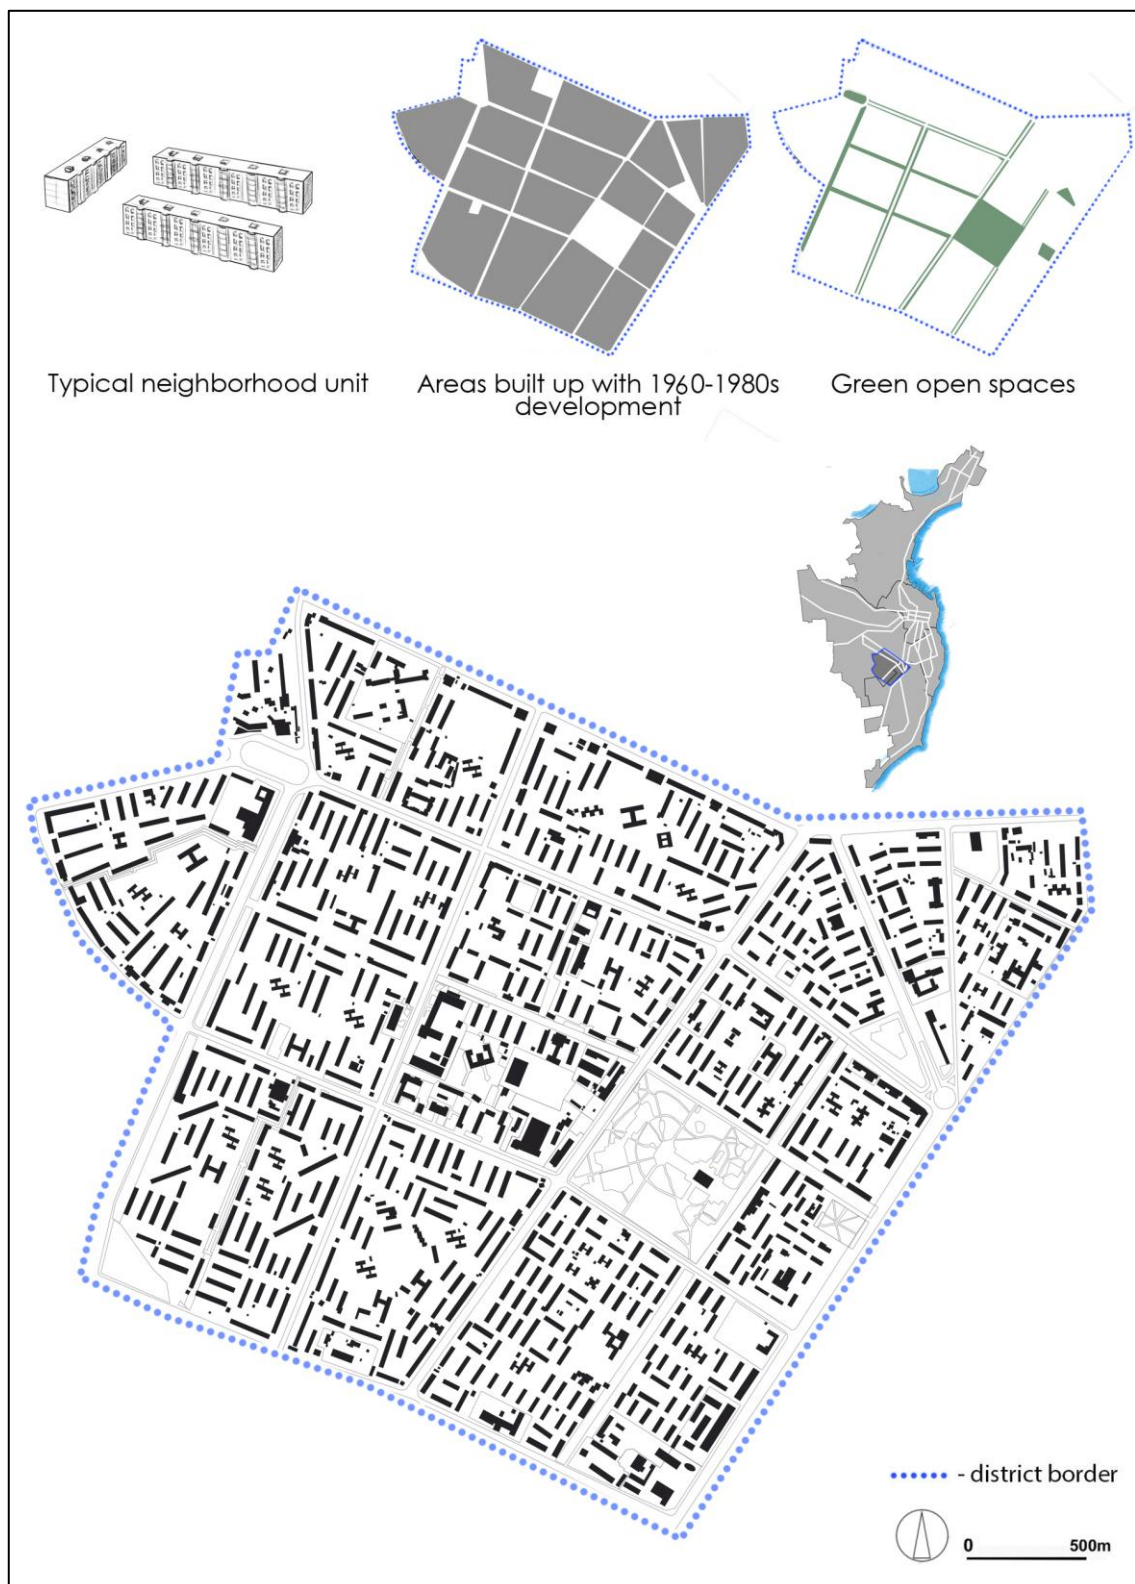 Typical neighborhood unit
Areas built up with 1960-1980s
development
Green open spaces
- district border
0 500m